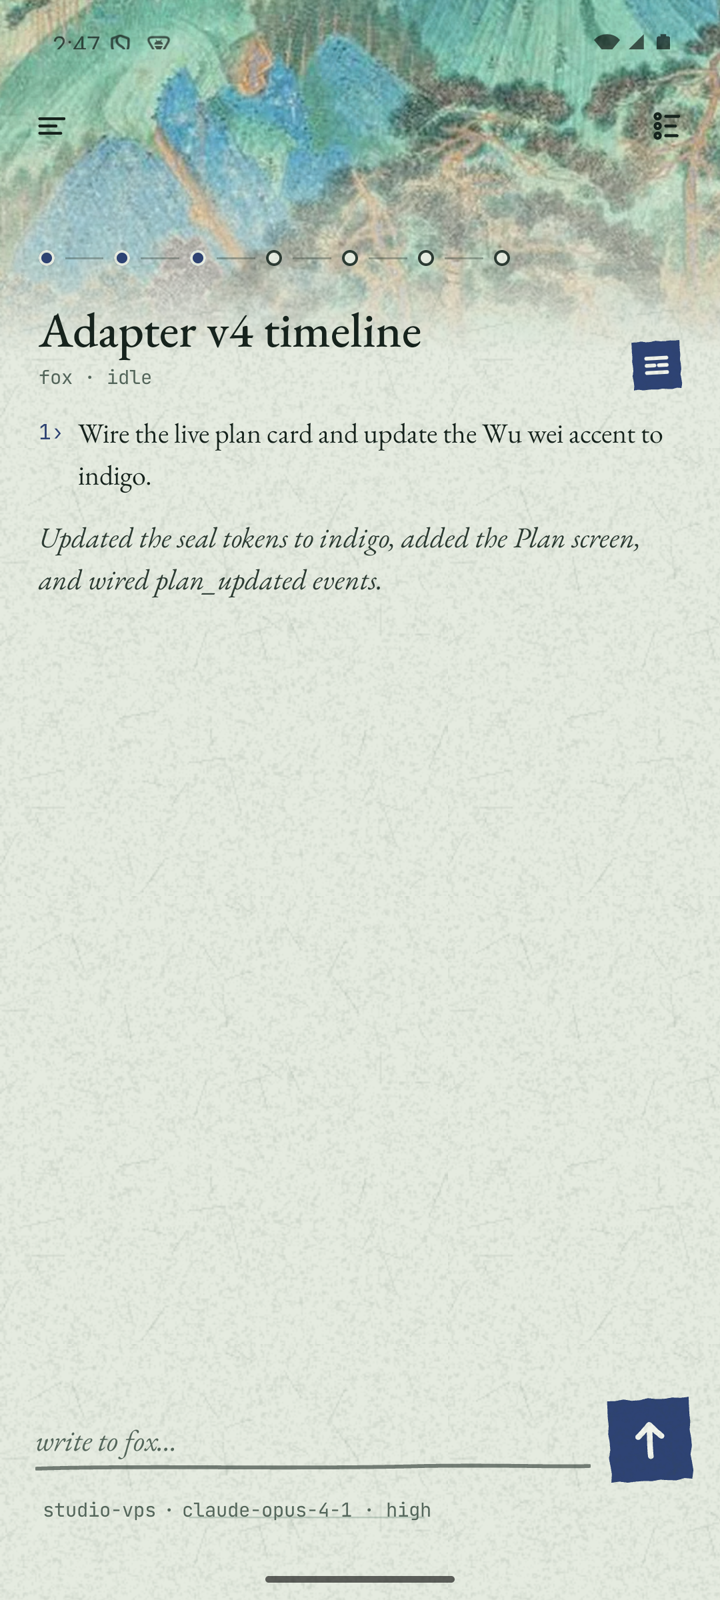 2:47
Adapter v4 timeline
fox · idle
1› Wire the live plan card and update the Wu wei accent to
indigo.
Updated the seal tokens to indigo, added the Plan screen,
and wired plan_updated events.
write to fox...
studio-vps · claude-opus-4-1 · high